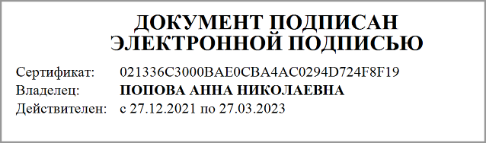 ДОКУМЕНТ ПОДПИСАН
ЭЛЕКТРОННОЙ ПОДПИСЬЮ
Сертификат: 021336C3000BAE0CBA4AC0294D724F8F19
Владелец: ПОПОВА АННА НИКОЛАЕВНА
Действителен: с 27.12.2021 по 27.03.2023